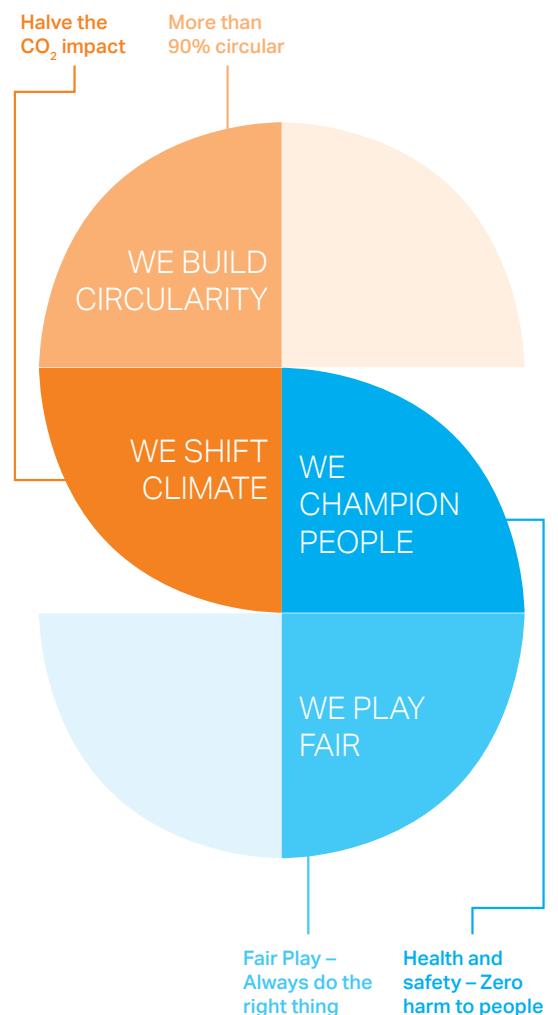 Halve the
CO₂ impact
More than
90% circular
WE BUILD
CIRCULARITY
WE SHIFT
CLIMATE
WE
CHAMPION
PEOPLE
WE PLAY
FAIR
Fair Play –
Always do the
right thing
Health and
safety – Zero
harm to people